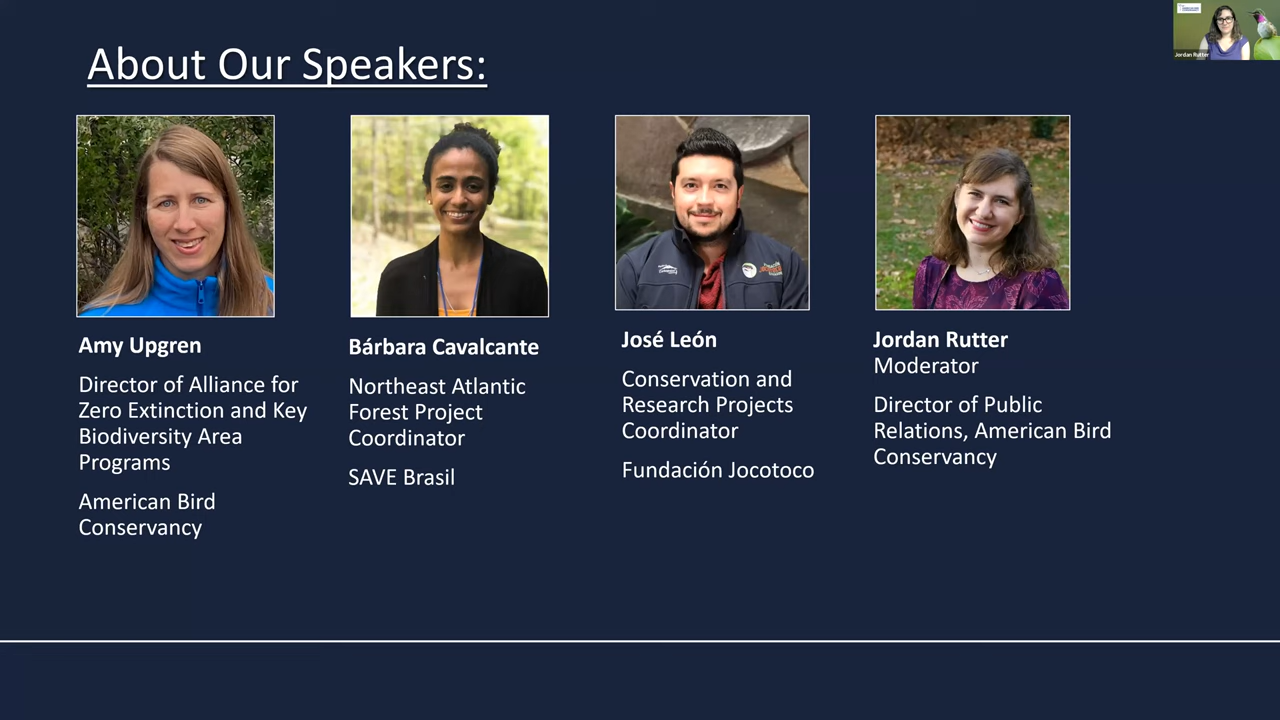 About Our Speakers:
Jordan Rutter
Amy Upgren
Director of Alliance for
Zero Extinction and Key
Biodiversity Area
Programs
American Bird
Conservancy
Bárbara Cavalcante
Northeast Atlantic
Forest Project
Coordinator
SAVE Brasil
José León
Conservation and
Research Projects
Coordinator
Fundación Jocotoco
Jordan Rutter
Moderator
Director of Public
Relations, American Bird
Conservancy